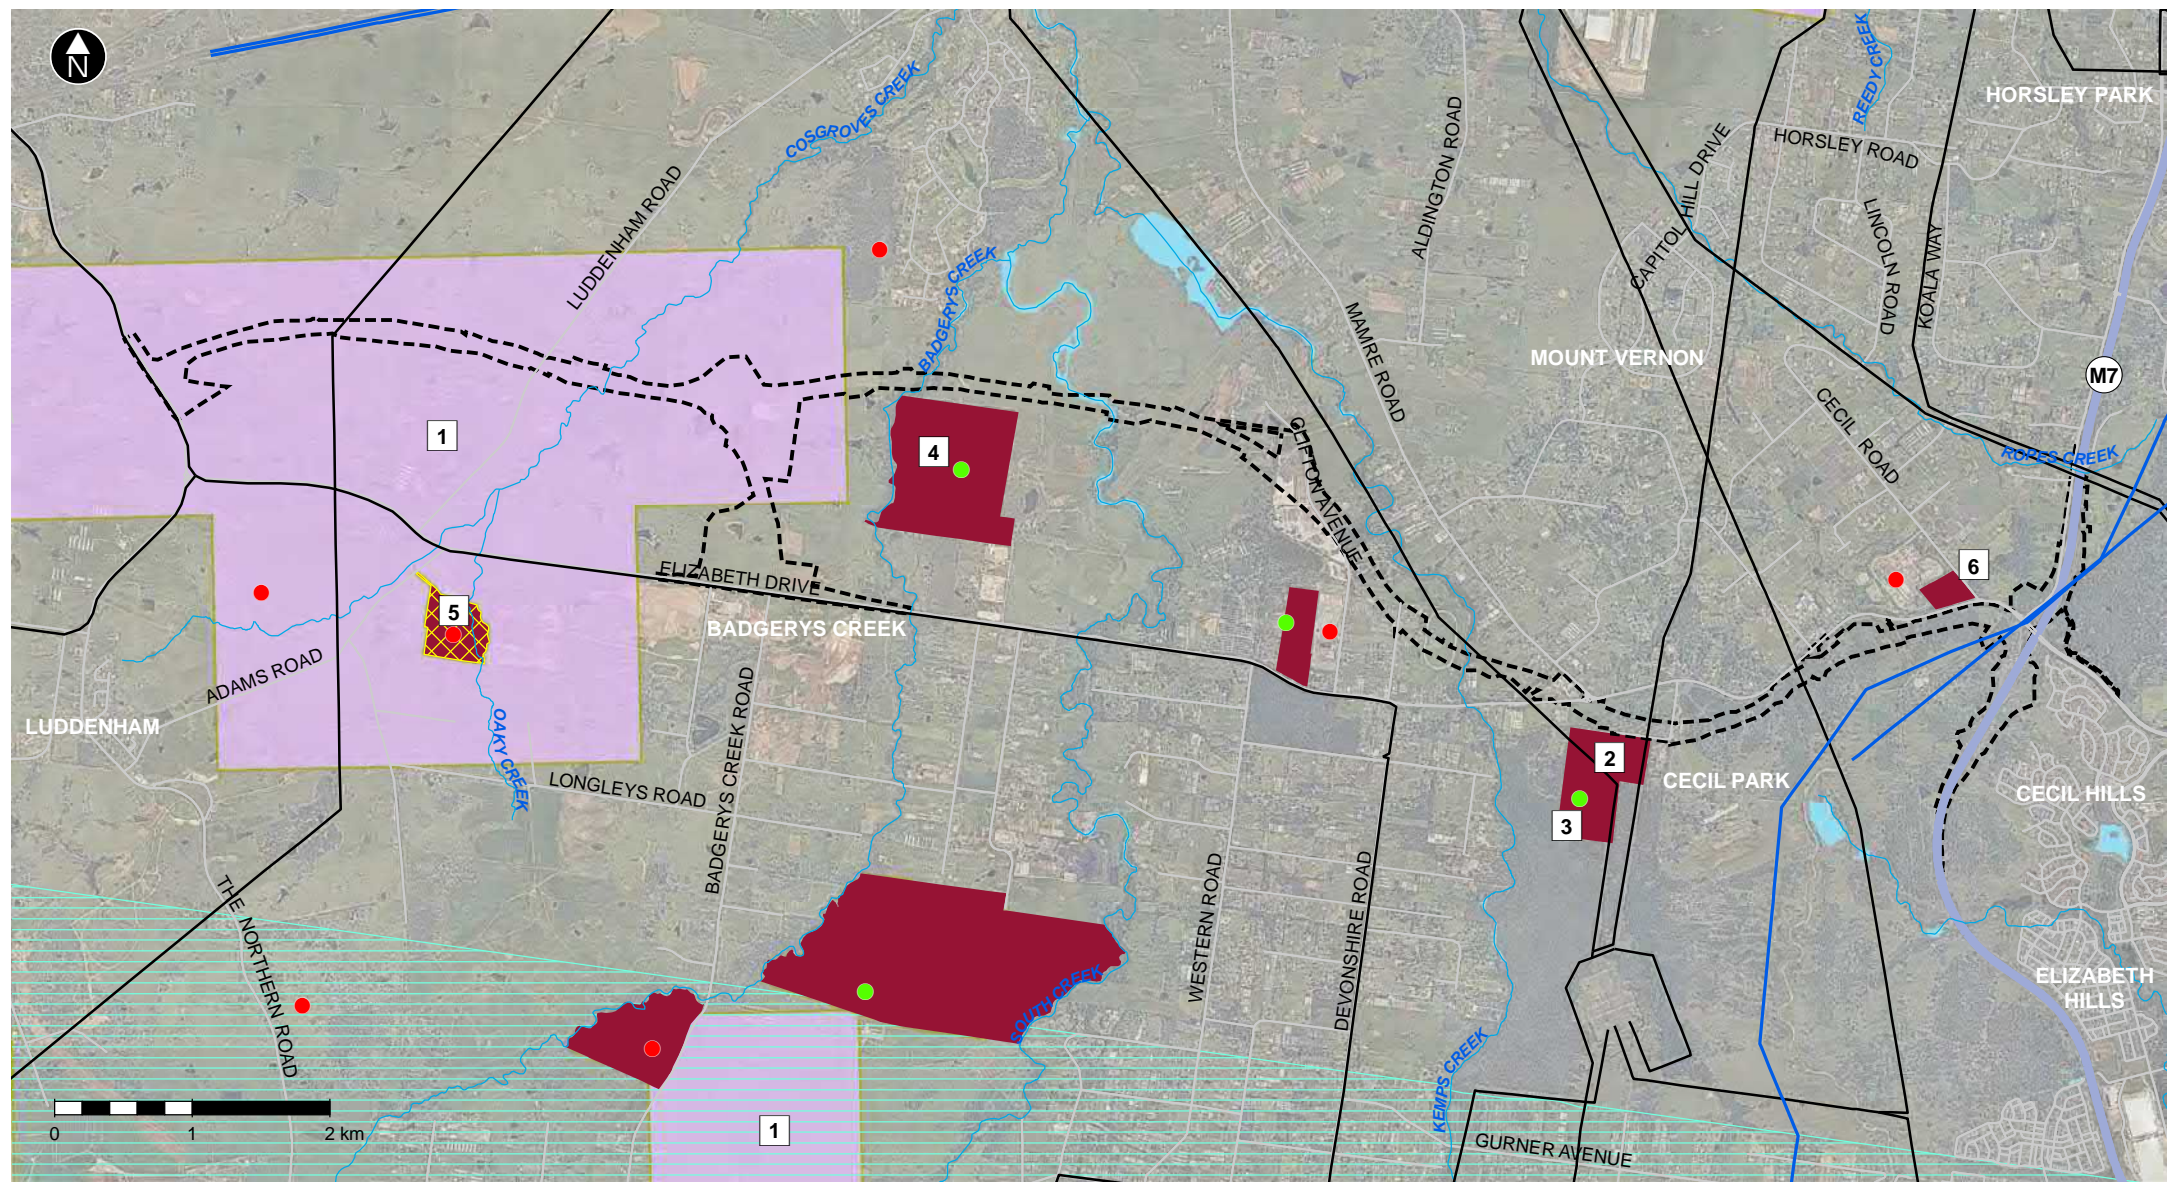 N
COSGROVES CREEK
REEDY CREEK
HORSLEY PARK
ALDINGTON ROAD
HORSLEY ROAD
CAPITOL HILL DRIVE
LUDDENHAM ROAD
LINCOLN ROAD
KOALA WAY
BADGERYS CREEK
MAMRE ROAD
MOUNT VERNON
M7
CECIL ROAD
1
4
CLIFTON AVENUE
ROPES CREEK
6
ELIZABETH DRIVE
5
BADGERYS CREEK
ADAMS ROAD
LUDDENHAM
OAKY CREEK
BADGERYS CREEK ROAD
LONGLEYS ROAD
2
CECIL PARK
CECIL HILLS
3
THE NORTHERN ROAD
WESTERN ROAD
DEVONSHIRE ROAD
SOUTH CREEK
ELIZABETH
HILLS
KEMPS CREEK
0 1 2 km
1
GURNER AVENUE